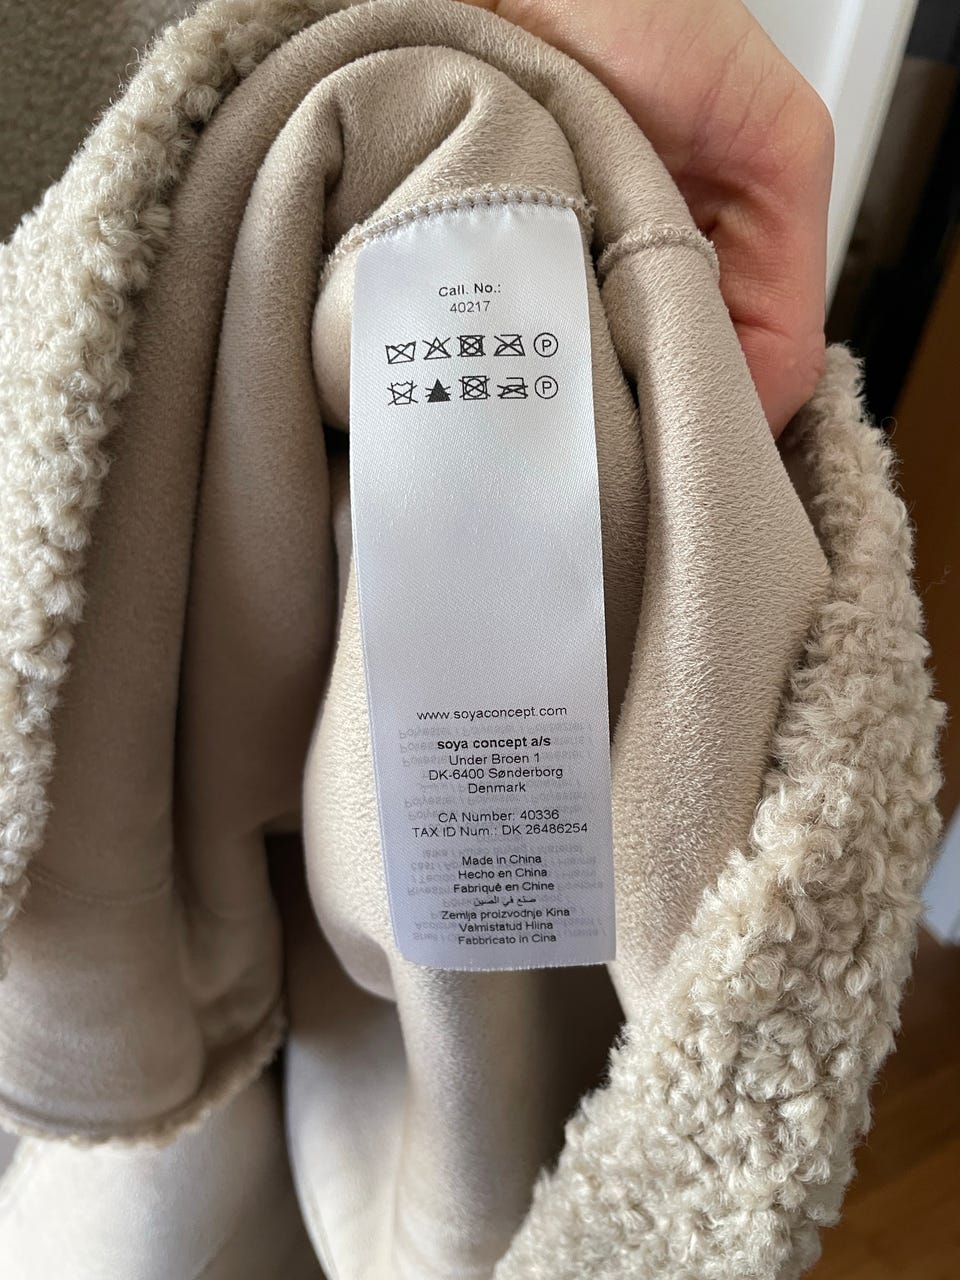 Call. No.:
40217
P
P
www.soyaconcept.com
soya concept a/s
Under Broen 1
DK-6400 Sønderborg
Denmark
CA Number: 40336
TAX ID Num.: DK 26486254
Made in China
Hecho en China
Fabriqué en Chine
صنع في الصين
Zemlja proizvodnje Kina
Valmistatud Hiina
Fabbricato in Cina